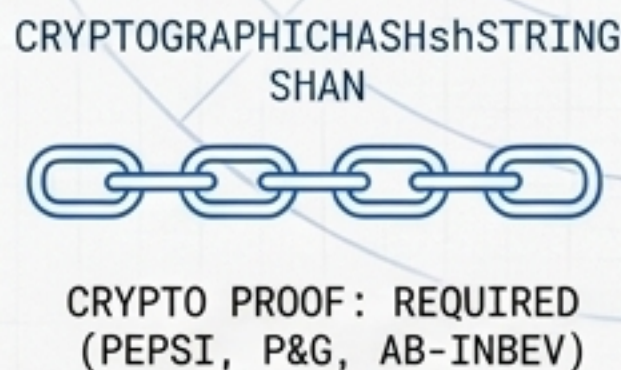 CRYPTOGRAPHICHASHshSTRING
SHAN
CRYPTO PROOF: REQUIRED
(PEPSI, P&G, AB-INBEV)